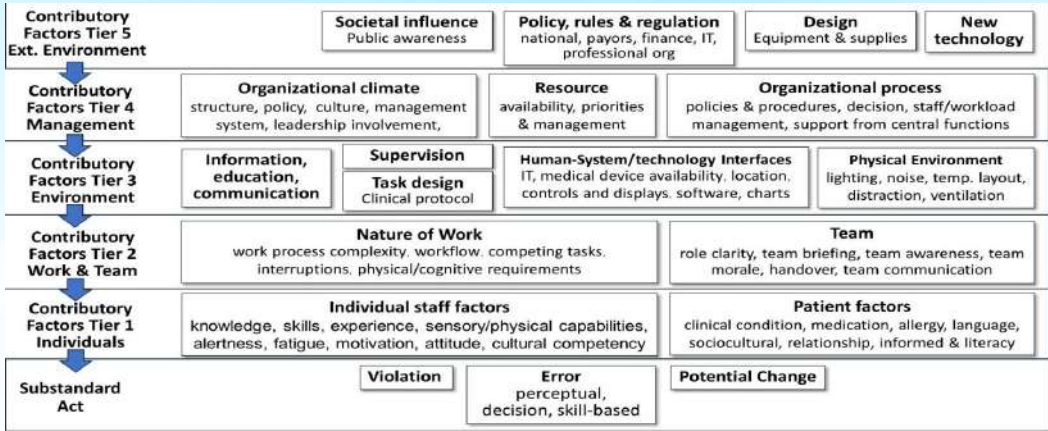 Contributory
Factors Tier 5
Ext. Environment
Societal influence
Public awareness
Policy, rules & regulation
national, payors, finance, IT,
professional org
Design
Equipment & supplies
New
technology
Contributory
Factors Tier 4
Management
Organizational climate
structure, policy, culture, management
system, leadership involvement,
Resource
availability, priorities
& management
Organizational process
policies & procedures, decision, staff/workload
management, support from central functions
Contributory
Factors Tier 3
Environment
Information,
education,
communication
Supervision
Task design
Clinical protocol
Human-System/technology Interfaces
IT, medical device availability. location.
controls and displays. software, charts
Physical Environment
lighting, noise, temp. layout,
distraction, ventilation
Contributory
Factors Tier 2
Work & Team
Nature of Work
work process complexity. workflow. competing tasks.
interruptions. physical/cognitive requirements
Team
role clarity, team briefing, team awareness, team
morale, handover, team communication
Contributory
Factors Tier 1
Individuals
Individual staff factors
knowledge, skills, experience, sensory/physical capabilities,
alertness, fatigue, motivation, attitude, cultural competency
Patient factors
clinical condition, medication, allergy, language,
sociocultural, relationship, informed & literacy
Substandard
Act
Violation
Error
perceptual,
decision, skill-based
Potential Change